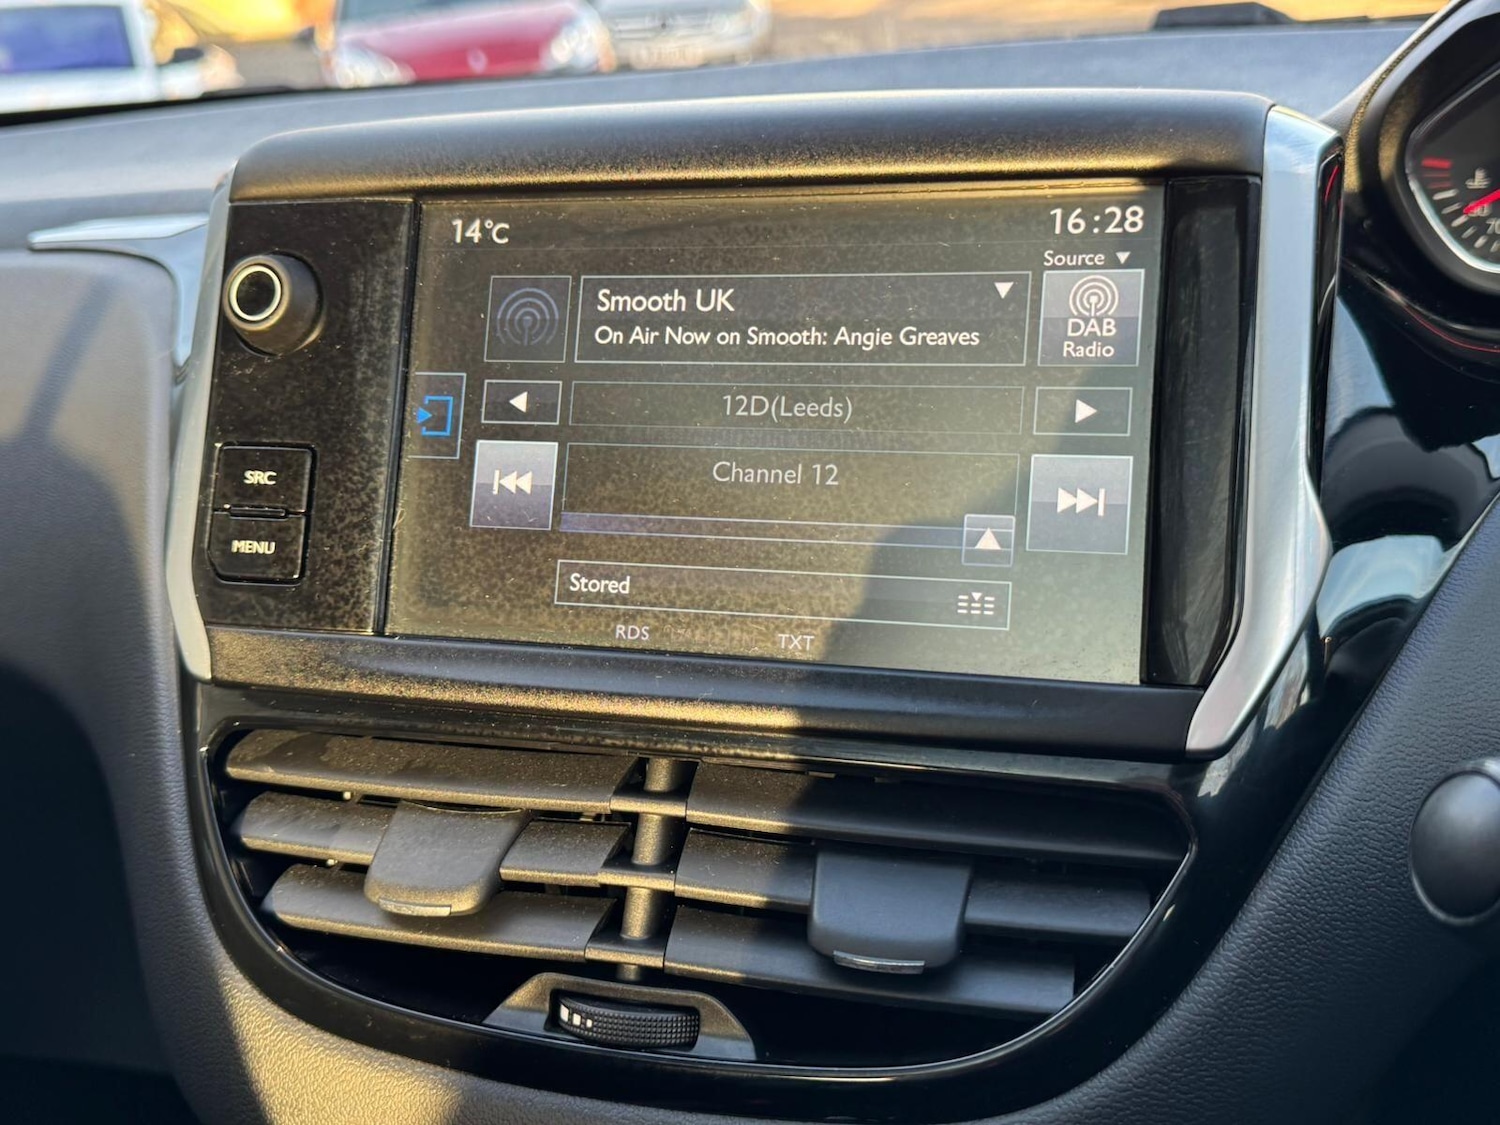 14°C
16:28
Source
Smooth UK
On Air Now on Smooth: Angie Greaves
DAB
Radio
12D(Leeds)
SRC
Channel 12
MENU
Stored
RDS
TXT